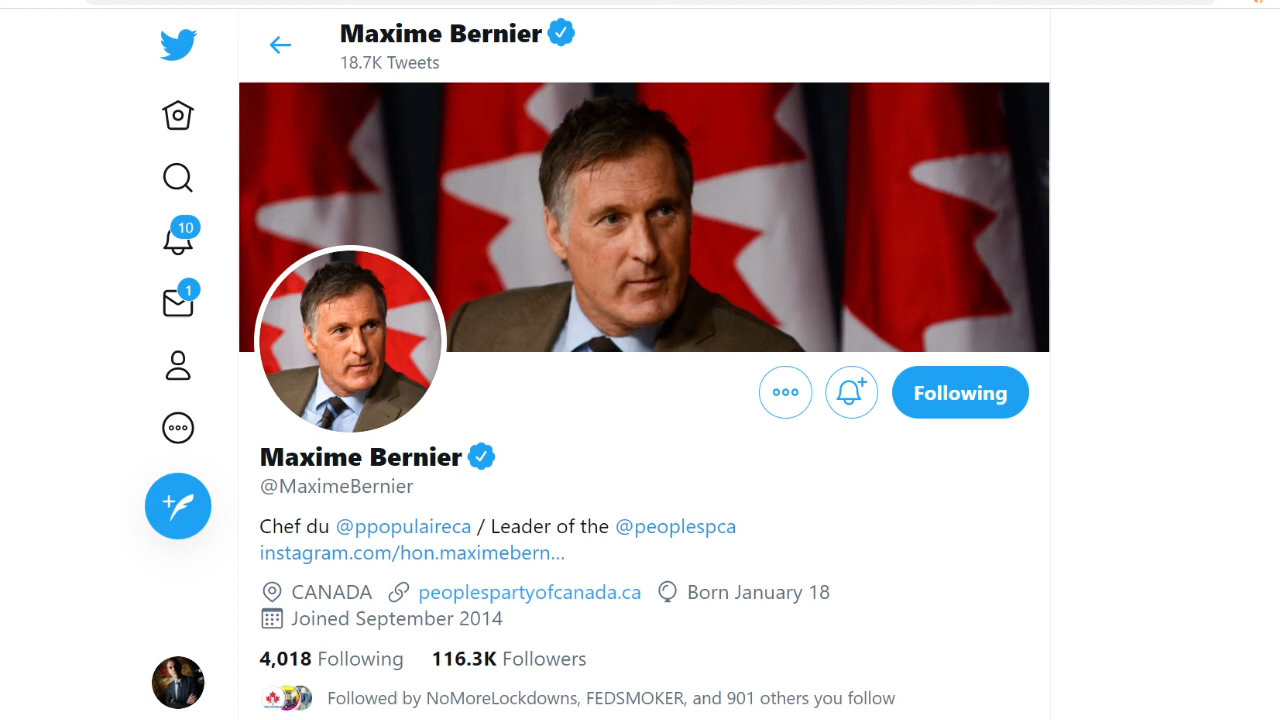 Maxime Bernier
18.7K Tweets
10
1
Following
Maxime Bernier
@MaximeBernier
Chef du @ppopulaireca / Leader of the @peoplespca
instagram.com/hon.maximebern...
CANADA peoplespartyofcanada.ca Born January 18
Joined September 2014
4,018 Following 116.3K Followers
Followed by NoMoreLockdowns, FEDSMOKER, and 901 others you follow